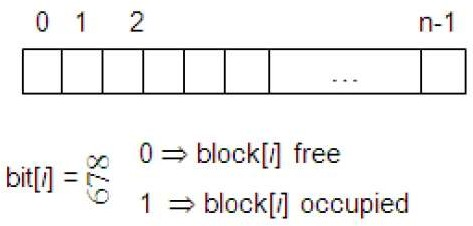 0 1 2 n-1
...
0 ⇒ block[i] free
bit[i] = 678
1 ⇒ block[i] occupied